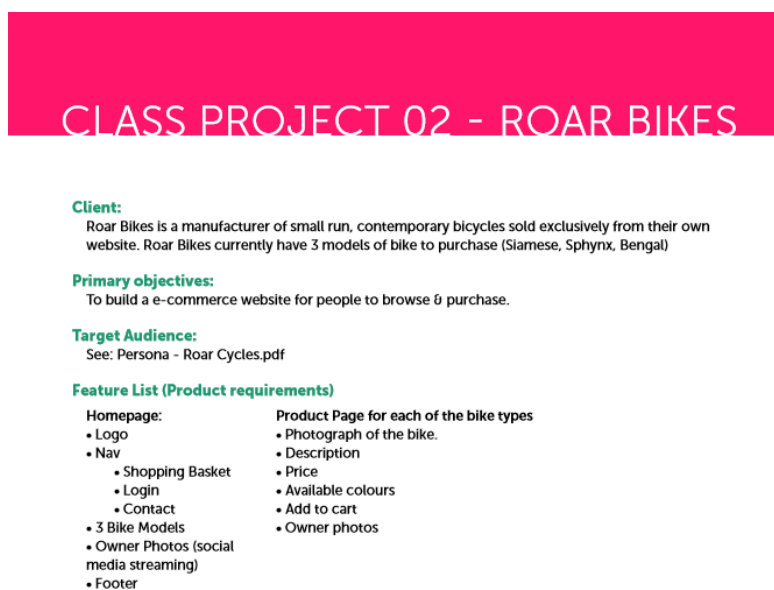 CLASS PROJECT 02 - ROAR BIKES
Client:
Roar Bikes is a manufacturer of small run, contemporary bicycles sold exclusively from their own
website. Roar Bikes currently have 3 models of bike to purchase (Siamese, Sphynx, Bengal)
Primary objectives:
To build a e-commerce website for people to browse & purchase.
Target Audience:
See: Persona - Roar Cycles.pdf
Feature List (Product requirements)
Homepage:
• Logo
• Nav
• Shopping Basket
• Login
• Contact
• 3 Bike Models
• Owner Photos (social
media streaming)
• Footer
Product Page for each of the bike types
• Photograph of the bike.
• Description
• Price
• Available colours
• Add to cart
• Owner photos